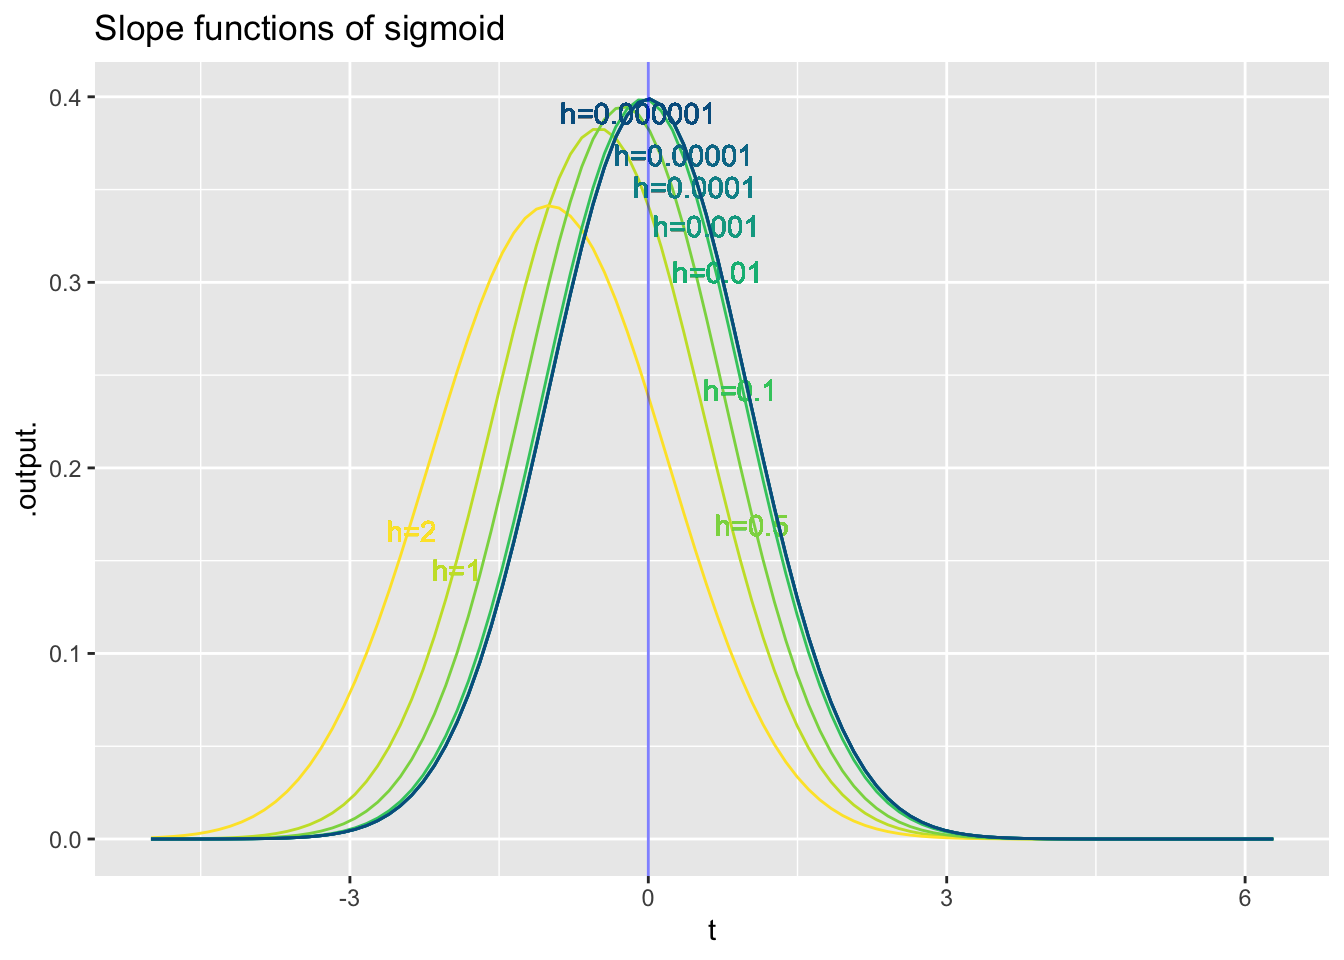 Slope functions of sigmoid
0.4
h=0.000001
h=0.00001
h=0.0001
h=0.001
h=0.01
0.3
h=0.1
.output.
0.2
h=2
h=0.5
h=1
0.1
0.0
-3
0
3
6
t